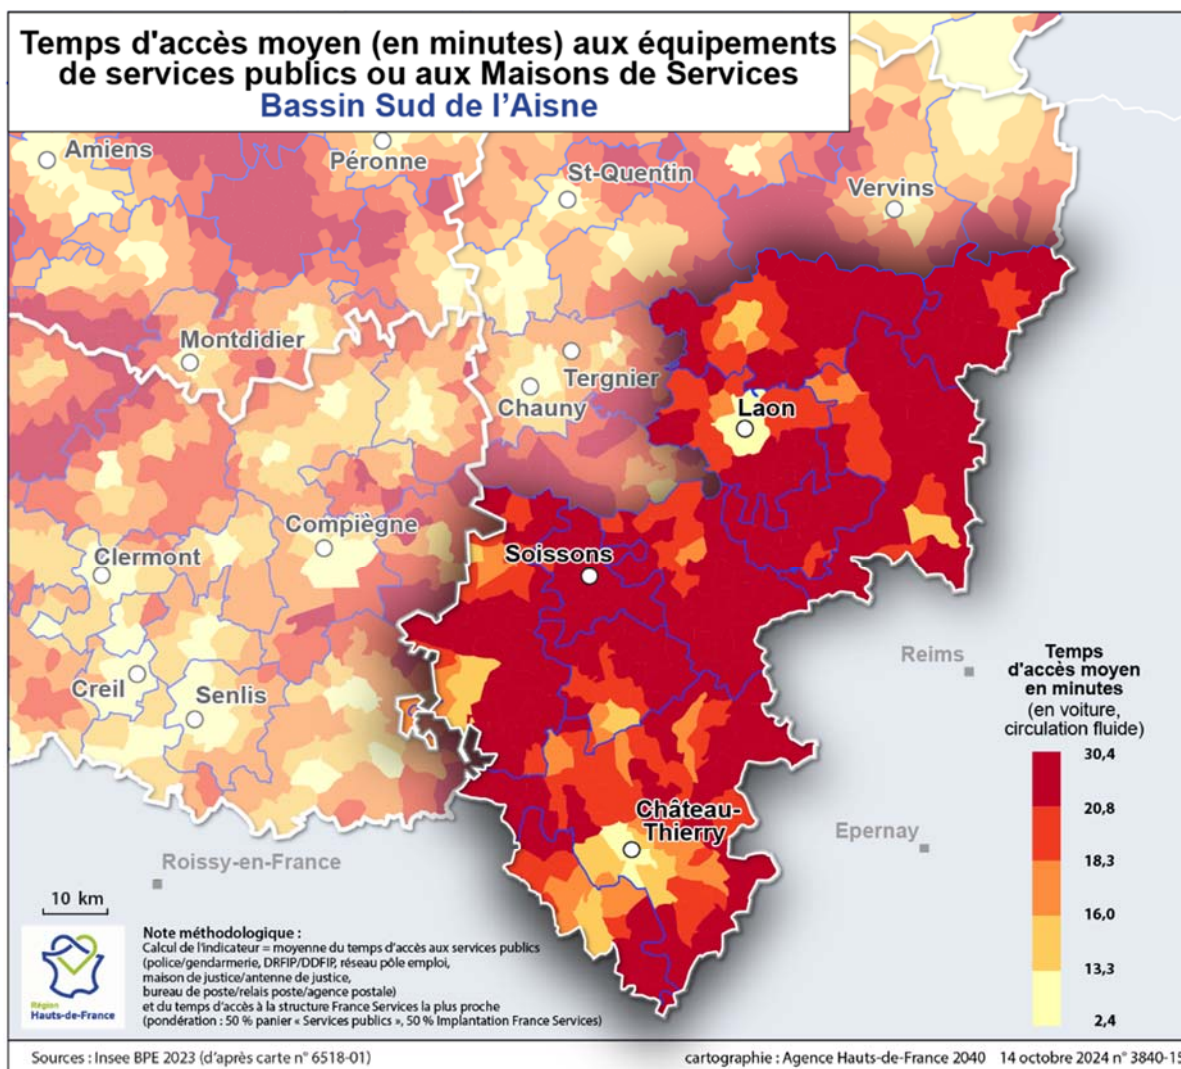 Temps d'accès moyen (en minutes) aux équipements
de services publics ou aux Maisons de Services
Bassin Sud de l'Aisne
Amiens
Péronne
St-Quentin
Vervins
Montdidier
Tergnier
Chauny
Laon
Compiègne
Clermont
Soissons
Creil
Senlis
Reims
Château-
Thierry
Epernay
Roissy-en-France
Temps
d'accès moyen
en minutes
(en voiture,
circulation fluide)
30,4
20,8
18,3
16,0
13,3
2,4
10 km
Région
Hauts-de-France
Note méthodologique :
Calcul de l'indicateur = moyenne du temps d'accès aux services publics
(police/gendarmerie, DRFIP/DDFIP, réseau pôle emploi,
maison de justice/antenne de justice,
bureau de poste/relais poste/agence postale)
et du temps d'accès à la structure France Services la plus proche
(pondération : 50 % panier « Services publics », 50 % Implantation France Services)
Sources : Insee BPE 2023 (d'après carte n° 6518-01)
cartographie : Agence Hauts-de-France 2040 14 octobre 2024 n° 3840-15